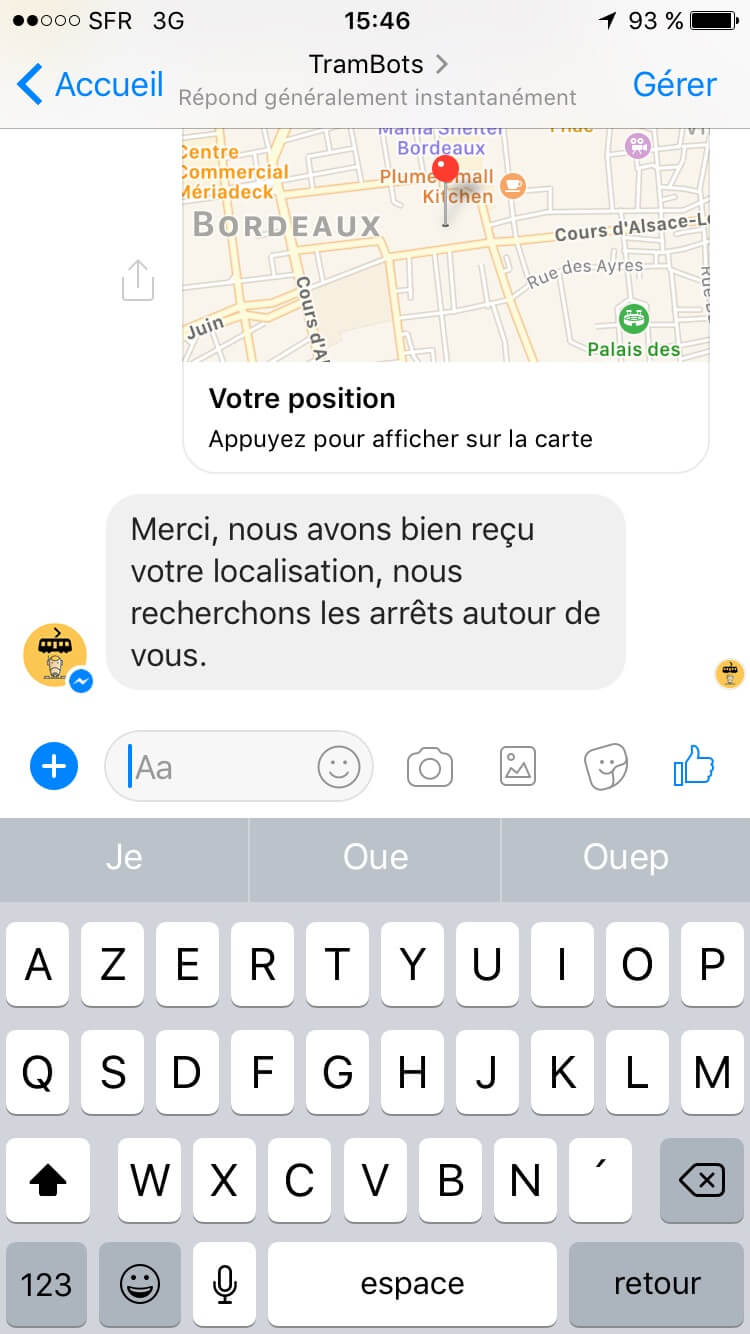 SFR 3G 15:46 93 %
Accueil TramBots Gérer
Répond généralement instantanément
Mama Shelter
Bordeaux
Centre
Commercial
Mériadeck
Plume Small
Kitchen
BORDEAUX
Cours d'Alsace-L
Rue des Ayres
Cours d'A
Juin
Palais des
Votre position
Appuyez pour afficher sur la carte
Merci, nous avons bien reçu
votre localisation, nous
recherchons les arrêts autour de
vous.
Aa
Je Oue Ouep
A Z E R T Y U I O P
Q S D F G H J K L M
W X C V B N ´
123 espace retour